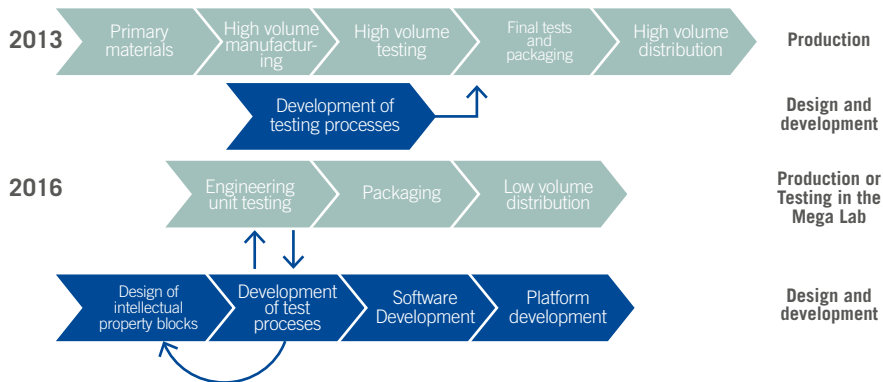 2013
Primary
materials
High volume
manufactur-
ing
High volume
testing
Final tests
and
packaging
High volume
distribution
Production
Development of
testing processes
Design and
development
2016
Engineering
unit testing
Packaging
Low volume
distribution
Production or
Testing in the
Mega Lab
Design of
intellectual
property blocks
Development
of test
proceses
Software
Development
Platform
development
Design and
development